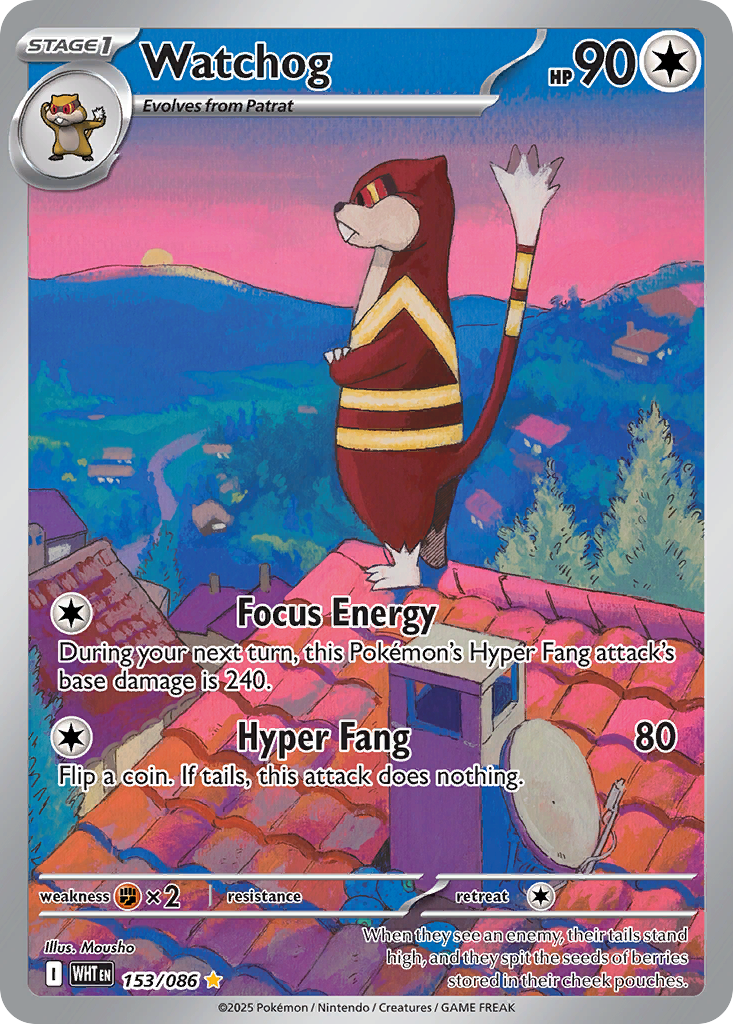 STAGE1
Watchog
HP 90
Evolves from Patrat
Focus Energy
During your next turn, this Pokémon's Hyper Fang attack's
base damage is 240.
Hyper Fang 80
Flip a coin. If tails, this attack does nothing.
weakness ×2 resistance retreat
Illus. Mousho
When they see an enemy, their tails stand
high, and they spit the seeds of berries
stored in their cheek pouches.
I WHT EN 153/086
©2025 Pokémon / Nintendo / Creatures / GAME FREAK